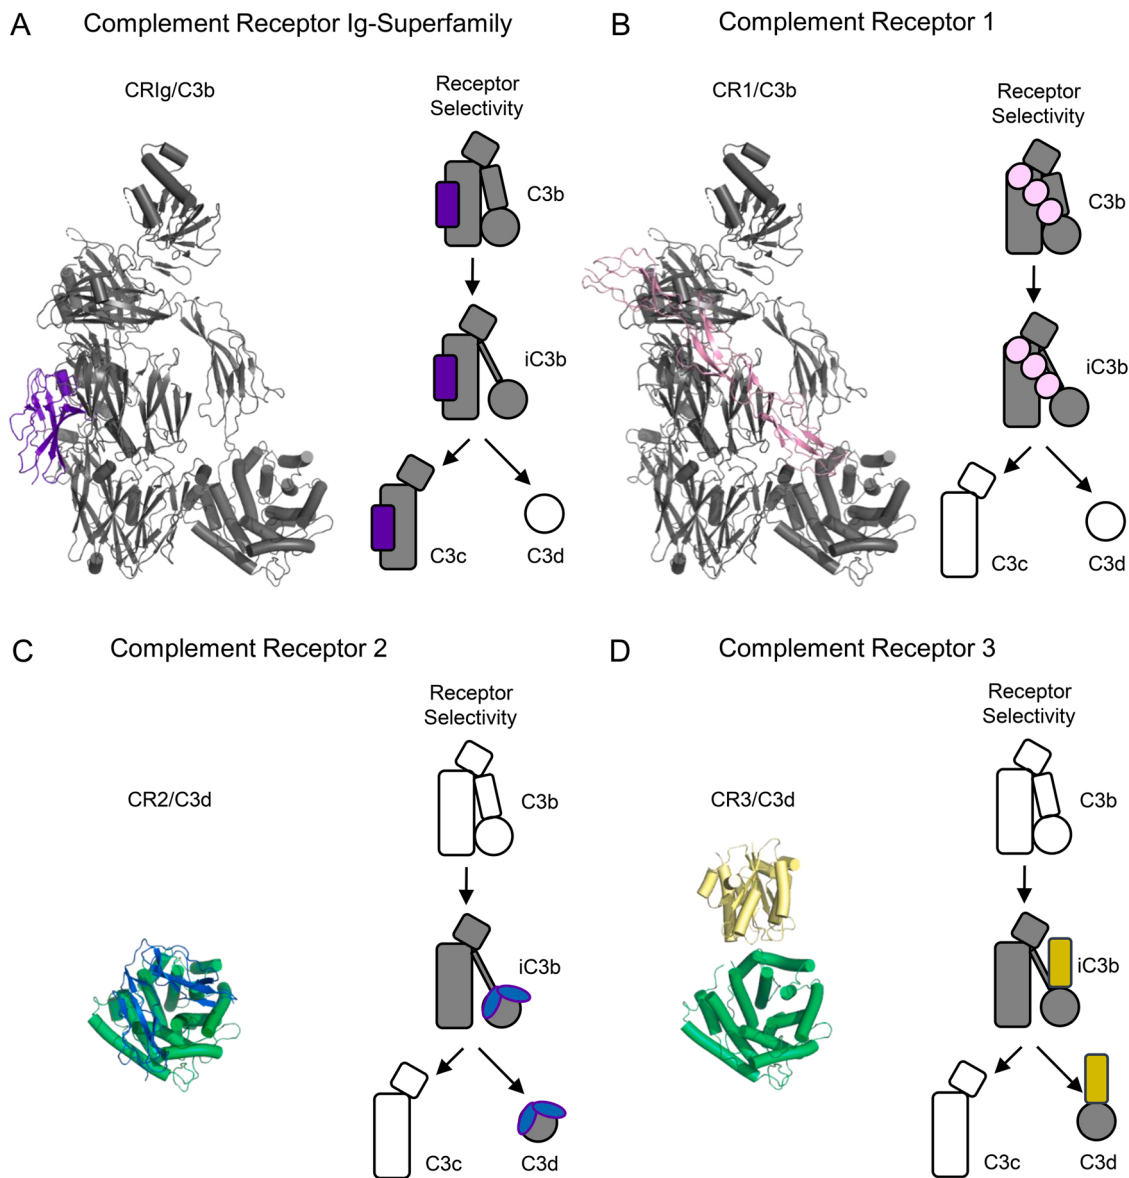 A
Complement Receptor Ig-Superfamily
CRIg/C3b
Receptor
Selectivity
C3b
iC3b
C3c
C3d
B
Complement Receptor 1
CR1/C3b
Receptor
Selectivity
C3b
iC3b
C3c
C3d
C
Complement Receptor 2
CR2/C3d
Receptor
Selectivity
C3b
iC3b
C3c
C3d
D
Complement Receptor 3
CR3/C3d
Receptor
Selectivity
C3b
iC3b
C3c
C3d